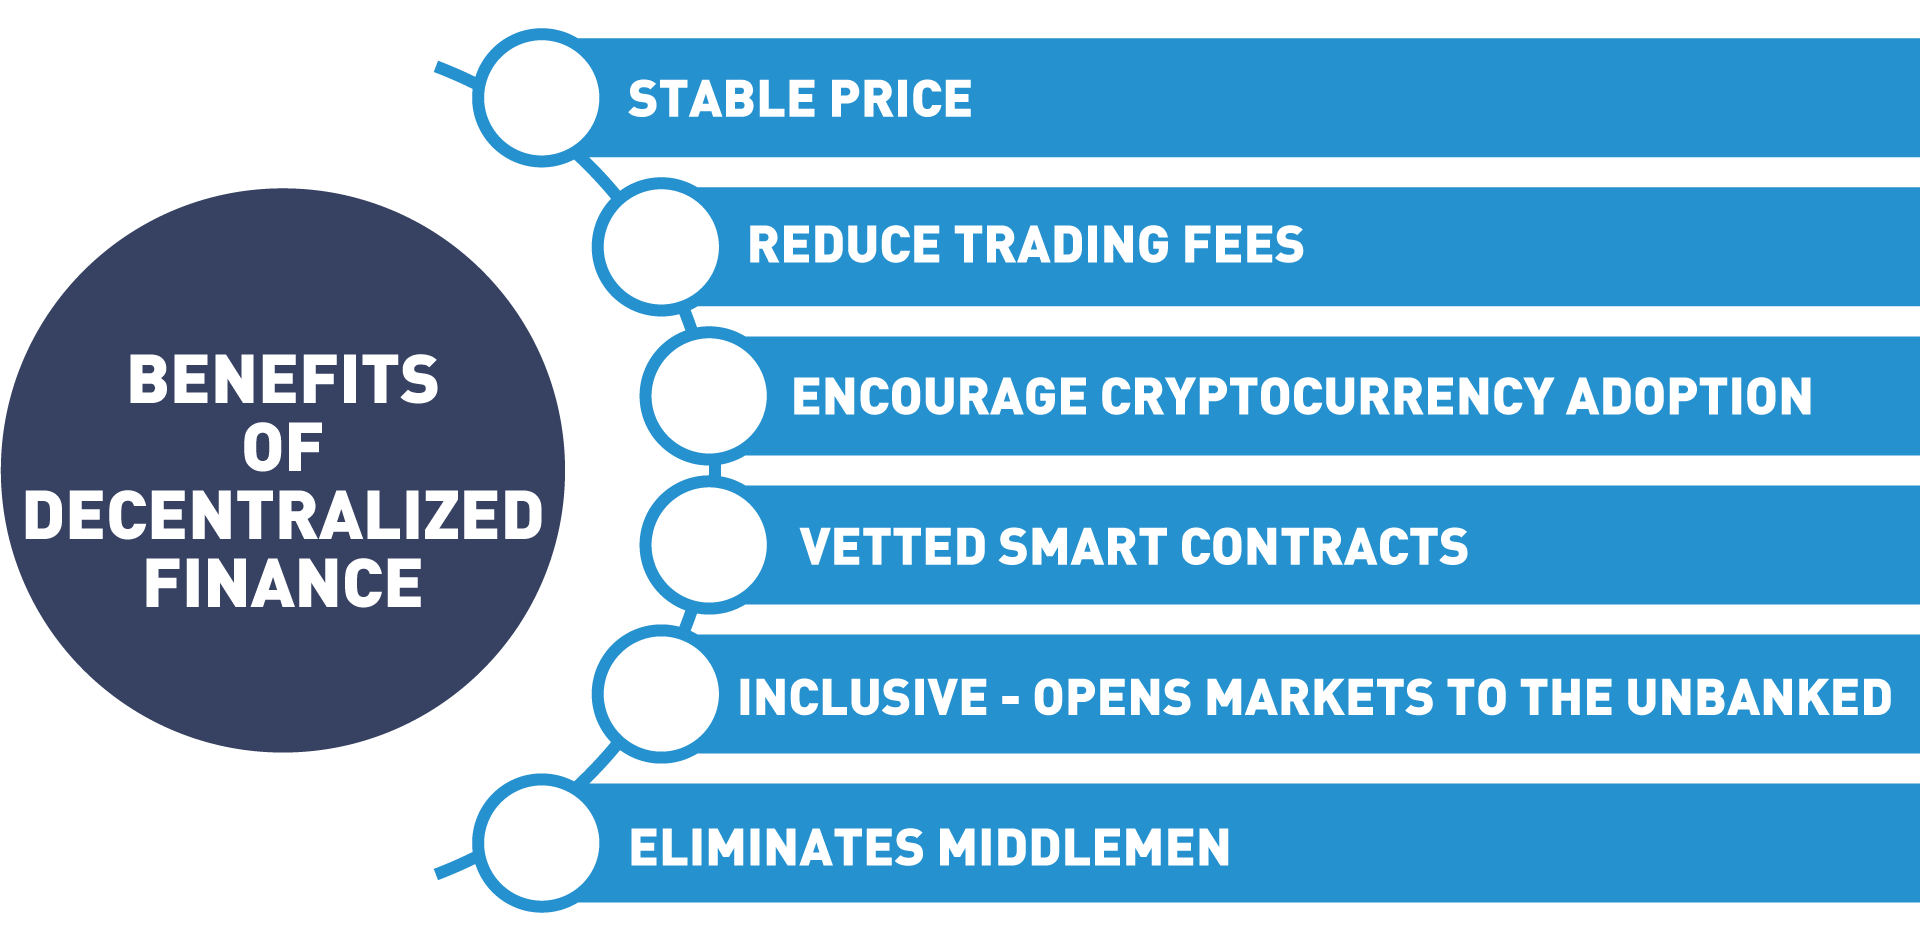 BENEFITS
OF
DECENTRALIZED
FINANCE
STABLE PRICE
REDUCE TRADING FEES
ENCOURAGE CRYPTOCURRENCY ADOPTION
VETTED SMART CONTRACTS
INCLUSIVE - OPENS MARKETS TO THE UNBANKED
ELIMINATES MIDDLEMEN